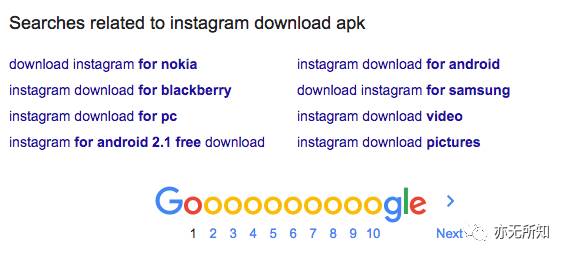 Searches related to instagram download apk
download instagram for nokia
instagram download for android
instagram download for blackberry
download instagram for samsung
instagram download for pc
instagram download video
instagram for android 2.1 free download
instagram download pictures
Goooooooooogle
1 2 3 4 5 6 7 8 9 10 Next
亦无所知